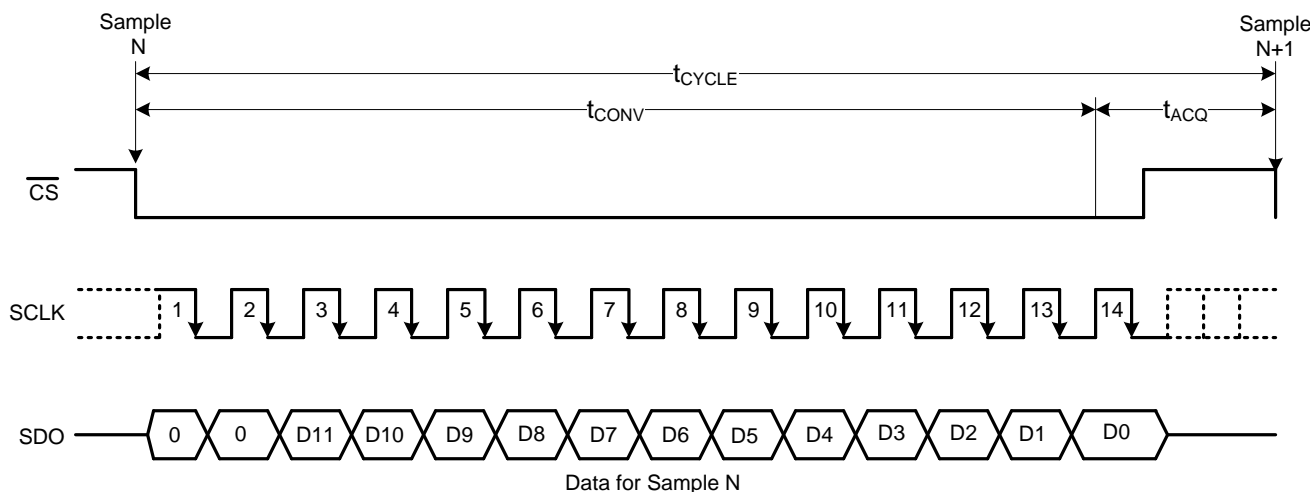 Sample
N
Sample
N+1
tCYCLE
tCONV
tACQ
CS
SCLK
1 2 3 4 5 6 7 8 9 10 11 12 13 14
SDO
0 0 D11 D10 D9 D8 D7 D6 D5 D4 D3 D2 D1 D0
Data for Sample N